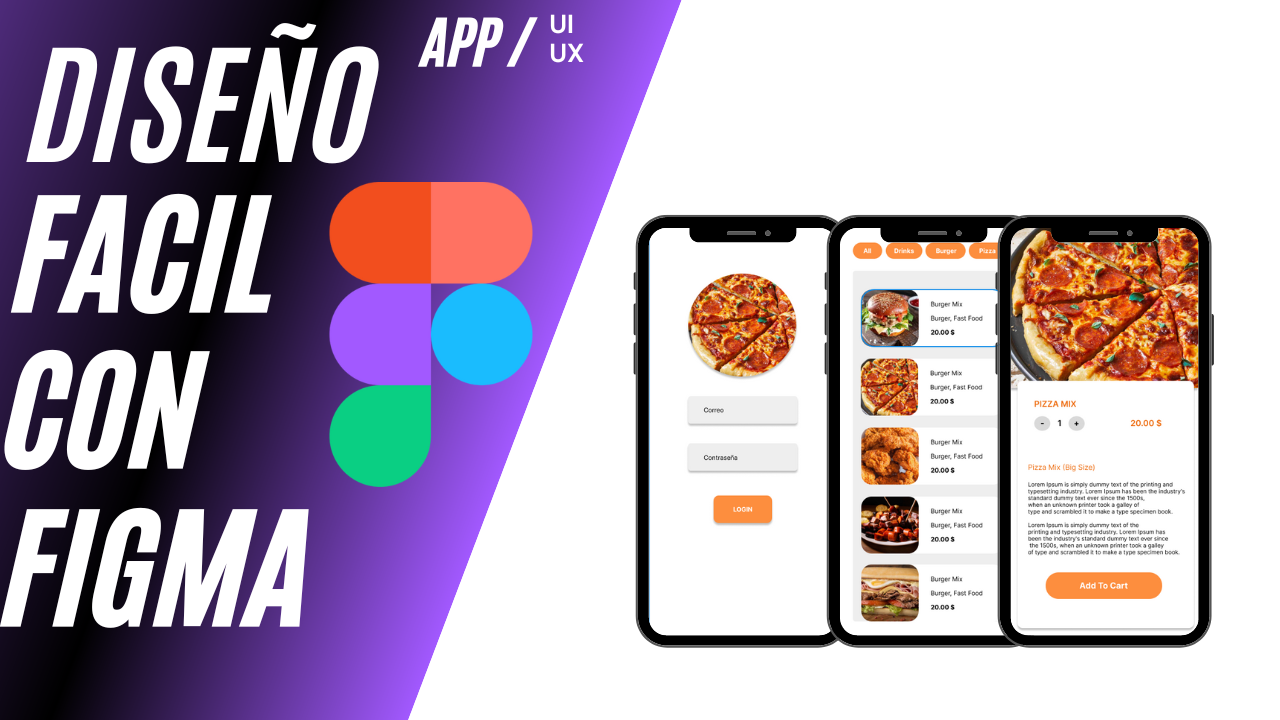 DISEÑO
FACIL
CON
FIGMA
APP /
UI
UX
Correo
Contraseña
LOGIN
All
Drinks
Burger
Pizza
Burger Mix
Burger, Fast Food
20.00 $
Burger Mix
Burger, Fast Food
20.00 $
Burger Mix
Burger, Fast Food
20.00 $
Burger Mix
Burger, Fast Food
20.00 $
Burger Mix
Burger, Fast Food
20.00 $
PIZZA MIX
- 1 +
20.00 $
Pizza Mix (Big Size)
Lorem Ipsum is simply dummy text of the printing and
typesetting industry. Lorem Ipsum has been the industry's
standard dummy text ever since the 1500s,
when an unknown printer took a galley of
type and scrambled it to make a type specimen book.
Lorem Ipsum is simply dummy text of the
printing and typesetting industry. Lorem Ipsum has
been the industry's standard dummy text ever since
the 1500s, when an unknown printer took a galley
of type and scrambled it to make a type specimen book.
Add To Cart